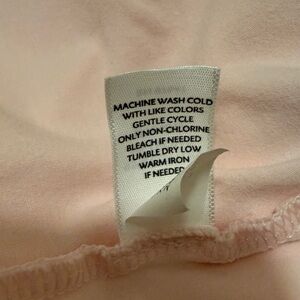 MACHINE WASH COLD
WITH LIKE COLORS
GENTLE CYCLE
ONLY NON-CHLORINE
BLEACH IF NEEDED
TUMBLE DRY LOW
WARM IRON
IF NEEDED